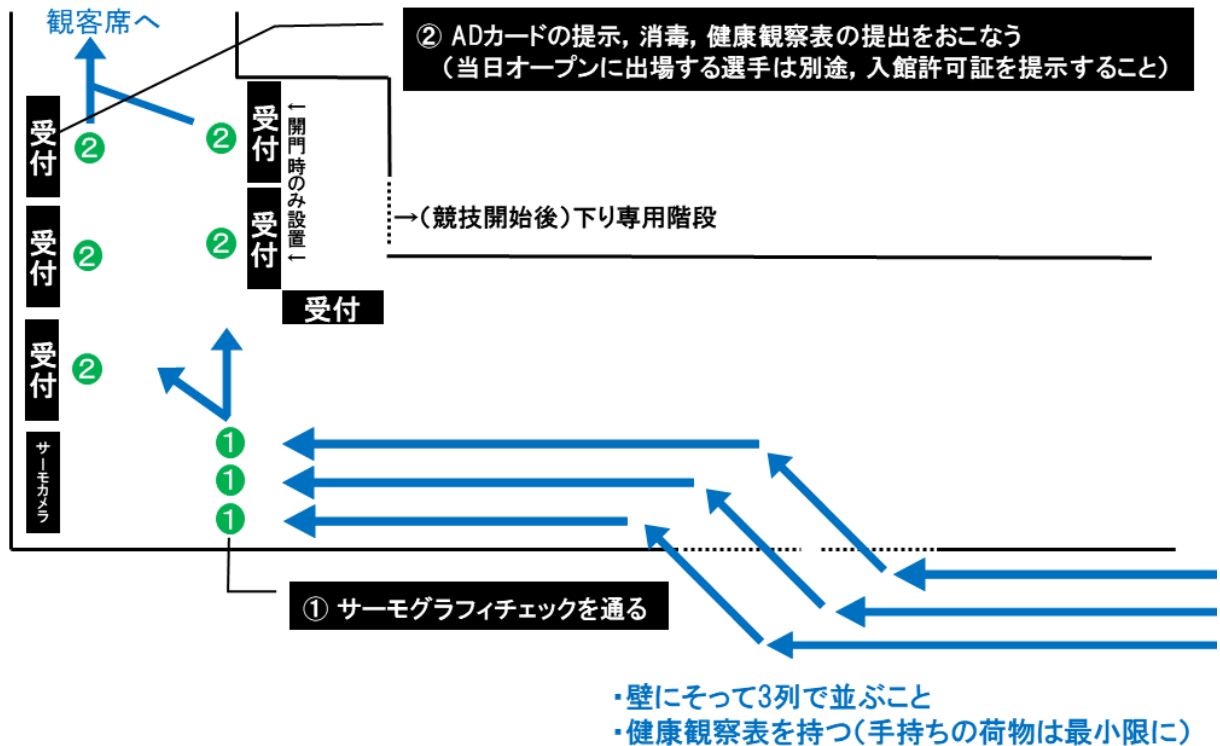 観客席へ
② ADカードの提示，消毒，健康観察表の提出をおこなう
（当日オープンに出場する選手は別途，入館許可証を提示すること）
受付
②
②
受付
←開門時のみ設置←
受付
②
②
受付
→（競技開始後）下り専用階段
受付
受付
②
サーモカメラ
①
①
①
① サーモグラフィチェックを通る
・壁にそって3列で並ぶこと
・健康観察表を持つ（手持ちの荷物は最小限に）